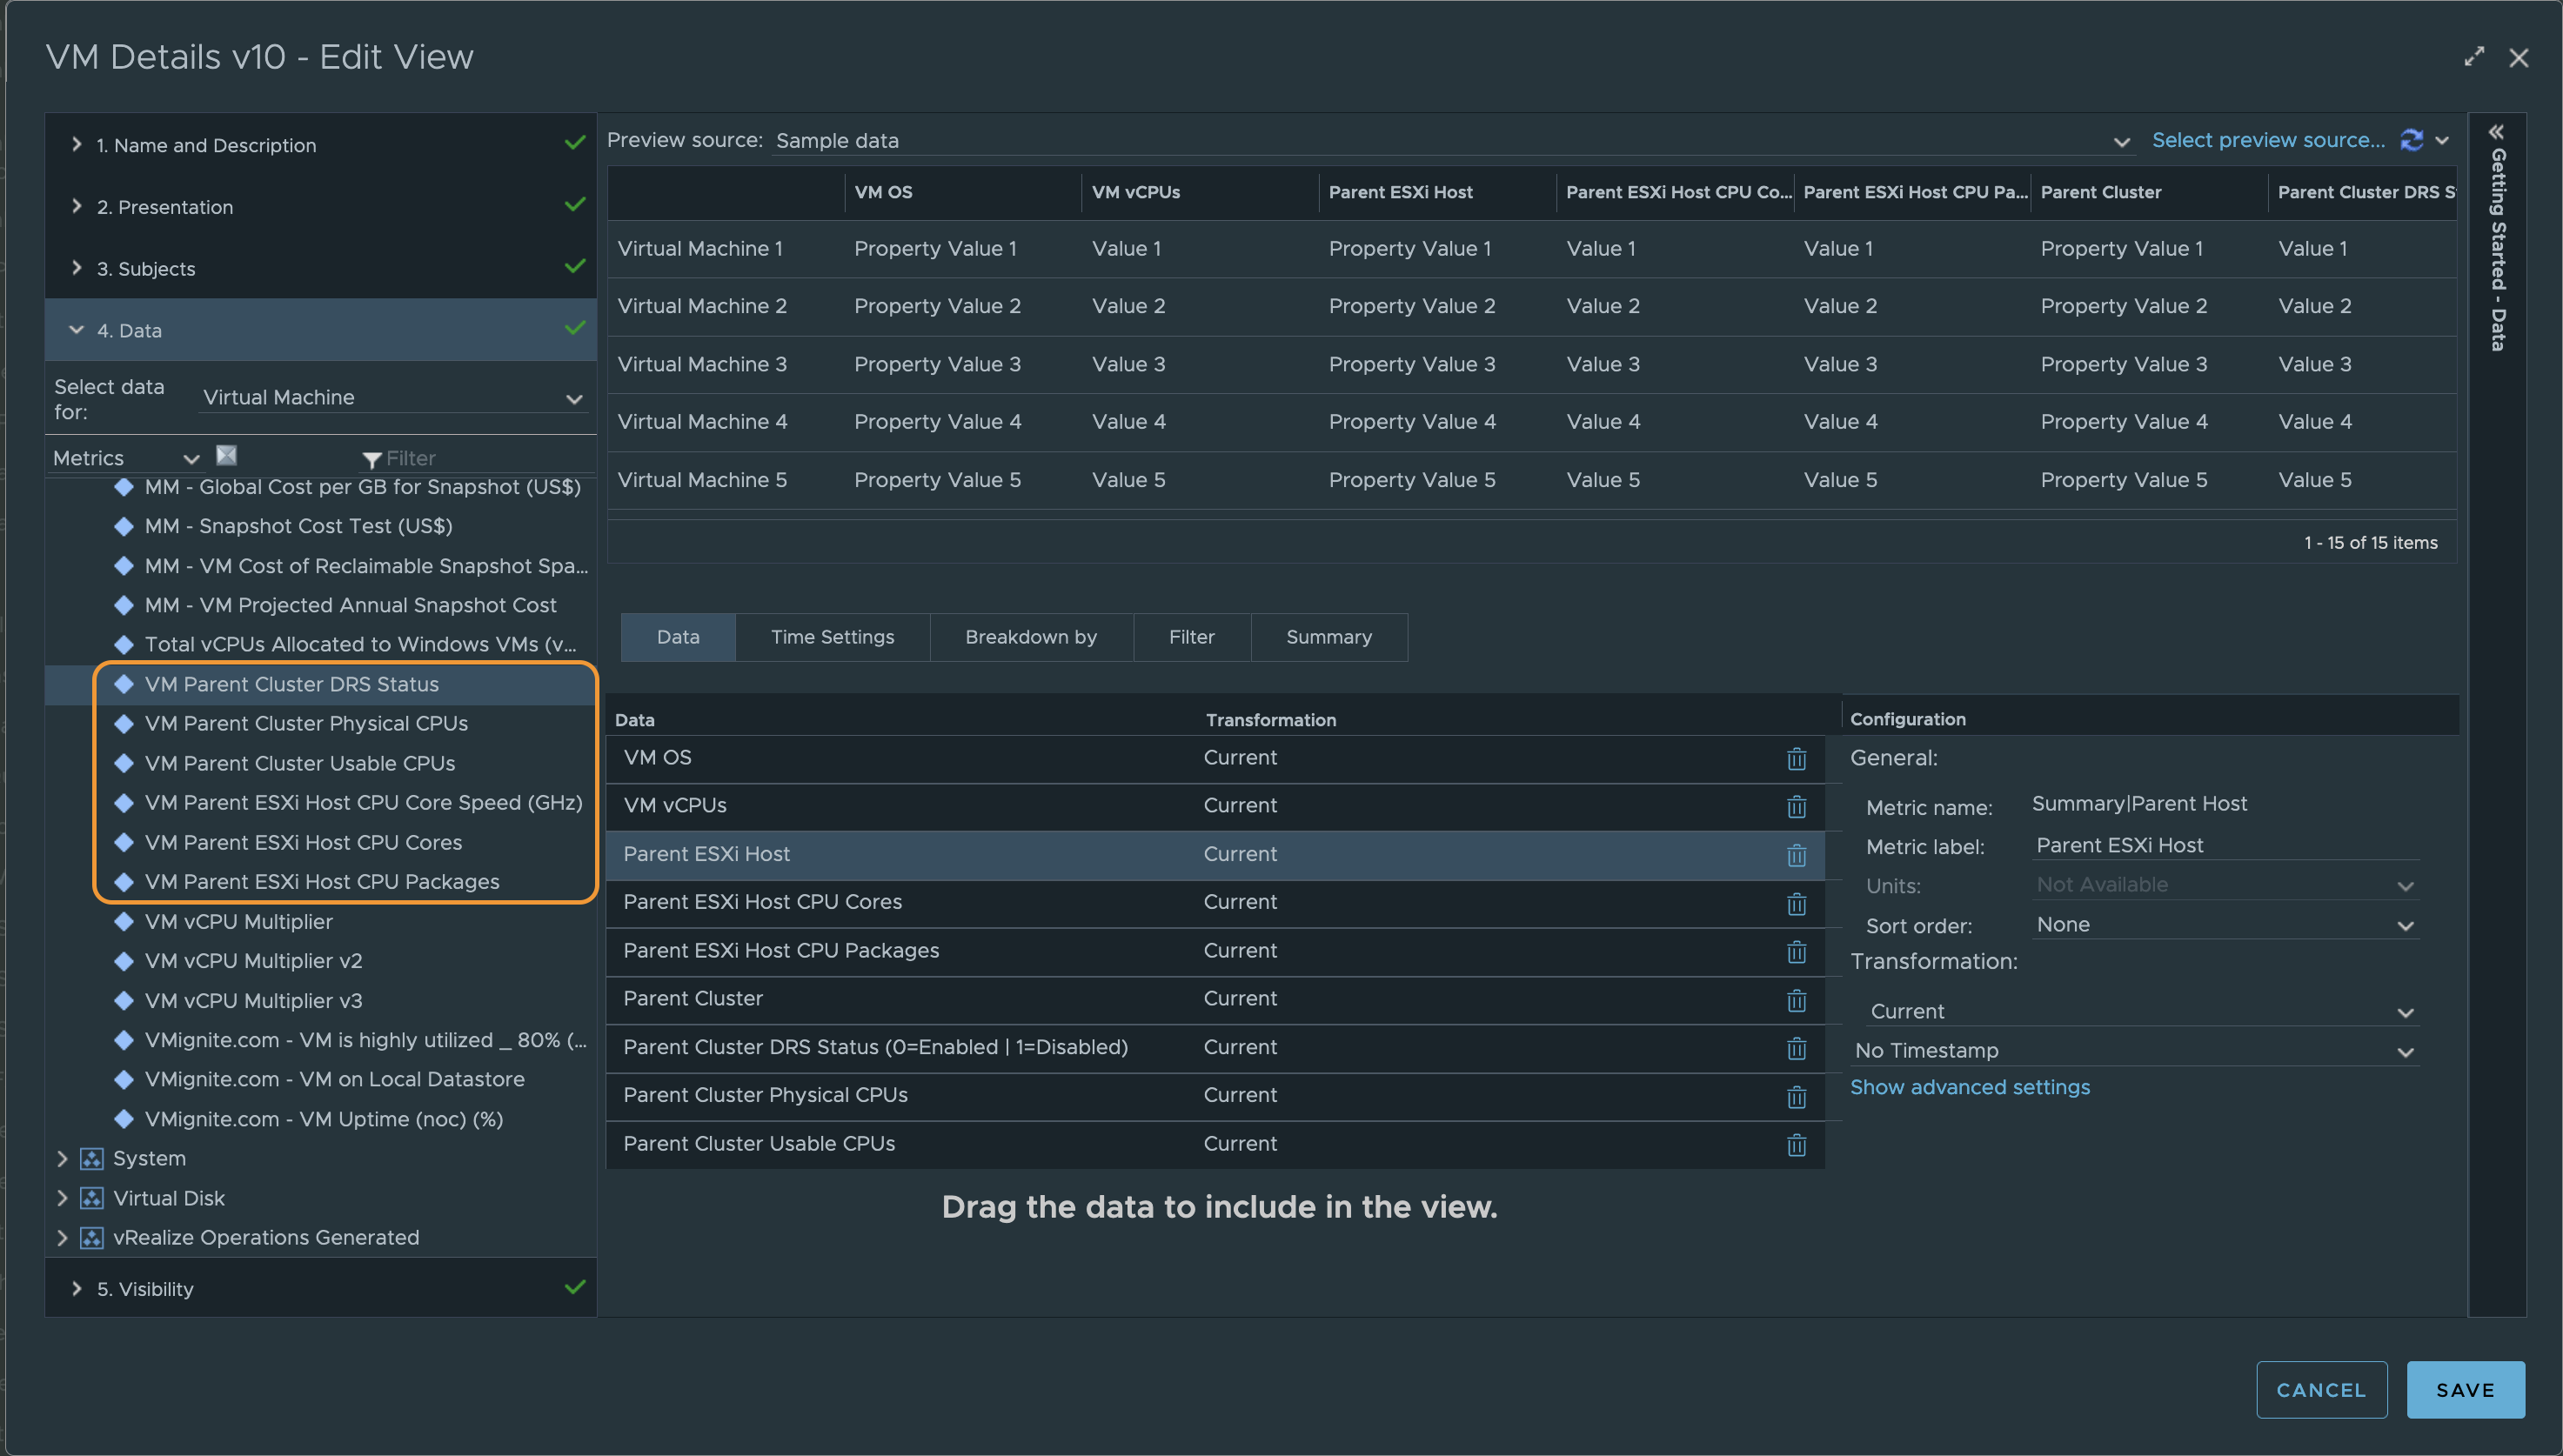 VM Details v10 - Edit View
1. Name and Description
2. Presentation
3. Subjects
4. Data
Select data
for:
Virtual Machine
Metrics
Filter
MM - Global Cost per GB for Snapshot (US$)
MM - Snapshot Cost Test (US$)
MM - VM Cost of Reclaimable Snapshot Spa...
MM - VM Projected Annual Snapshot Cost
Total vCPUs Allocated to Windows VMs (v...
VM Parent Cluster DRS Status
VM Parent Cluster Physical CPUs
VM Parent Cluster Usable CPUs
VM Parent ESXi Host CPU Core Speed (GHz)
VM Parent ESXi Host CPU Cores
VM Parent ESXi Host CPU Packages
VM vCPU Multiplier
VM vCPU Multiplier v2
VM vCPU Multiplier v3
VMignite.com - VM is highly utilized _ 80% (...
VMignite.com - VM on Local Datastore
VMignite.com - VM Uptime (noc) (%)
System
Virtual Disk
vRealize Operations Generated
5. Visibility
Preview source: Sample data
Select preview source...
VM OS VM vCPUs Parent ESXi Host Parent ESXi Host CPU Co... Parent ESXi Host CPU Pa... Parent Cluster Parent Cluster DRS S
Virtual Machine 1 Property Value 1 Value 1 Property Value 1 Value 1 Value 1 Property Value 1 Value 1
Virtual Machine 2 Property Value 2 Value 2 Property Value 2 Value 2 Value 2 Property Value 2 Value 2
Virtual Machine 3 Property Value 3 Value 3 Property Value 3 Value 3 Value 3 Property Value 3 Value 3
Virtual Machine 4 Property Value 4 Value 4 Property Value 4 Value 4 Value 4 Property Value 4 Value 4
Virtual Machine 5 Property Value 5 Value 5 Property Value 5 Value 5 Value 5 Property Value 5 Value 5
1 - 15 of 15 items
Data Time Settings Breakdown by Filter Summary
Data Transformation
VM OS Current
VM vCPUs Current
Parent ESXi Host Current
Parent ESXi Host CPU Cores Current
Parent ESXi Host CPU Packages Current
Parent Cluster Current
Parent Cluster DRS Status (0=Enabled | 1=Disabled) Current
Parent Cluster Physical CPUs Current
Parent Cluster Usable CPUs Current
Drag the data to include in the view.
Configuration
General:
Metric name: Summary|Parent Host
Metric label: Parent ESXi Host
Units: Not Available
Sort order: None
Transformation:
Current
No Timestamp
Show advanced settings
Getting Started - Data
CANCEL
SAVE